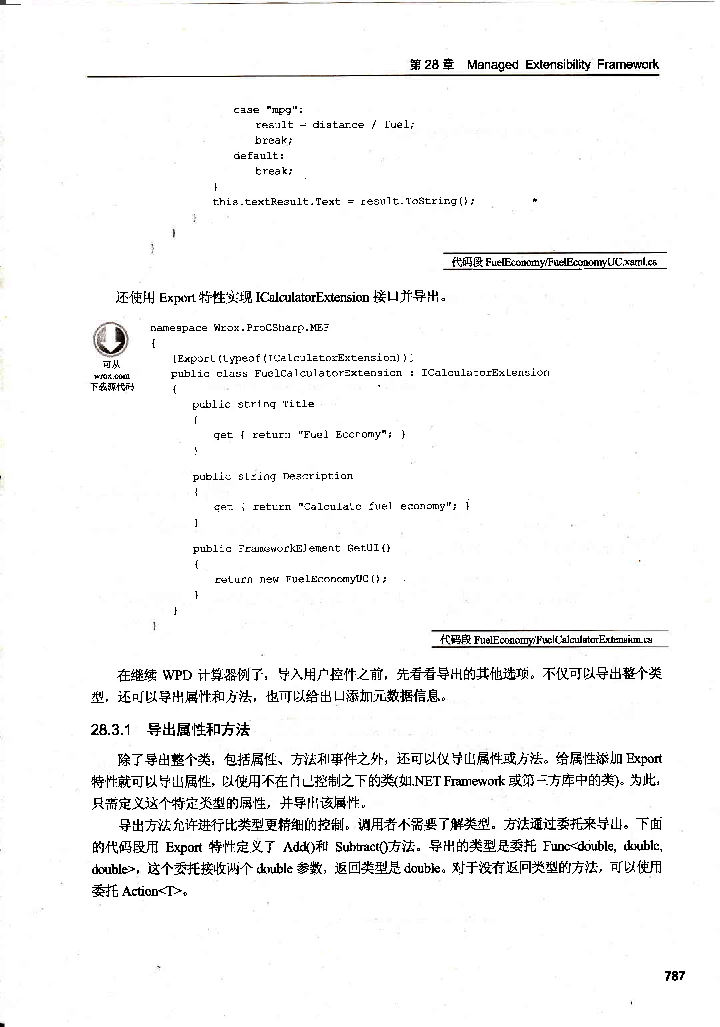 第 28 章 Managed Extensibility Framework
case "mpg":
result = distance / fuel;
break;
default:
break;
}
this.textResult.Text = result.ToString();
}
}
}
代码段 FuelEconomy/FuelEconomyUC.xaml.cs
还使用 Export 特性实现 ICalculatorExtension 接口并导出。
可从
wrox.com
下载源代码
namespace Wrox.ProCSharp.MEF
{
[Export(typeof(ICalculatorExtension))]
public class FuelCalculatorExtension : ICalculatorExtension
{
public string Title
{
get { return "Fuel Economy"; }
}
public string Description
{
get { return "Calculate fuel economy"; }
}
public FrameworkElement GetUI()
{
return new FuelEconomyUC();
}
}
}
代码段 FuelEconomy/FuelCalculatorExtension.cs
在继续 WPD 计算器例子，导入用户控件之前，先看看导出的其他选项。不仅可以导出整个类
型，还可以导出属性和方法，也可以给出口添加元数据信息。
28.3.1 导出属性和方法
除了导出整个类，包括属性、方法和事件之外，还可以仅导出属性或方法。给属性添加 Export
特性就可以导出属性，以使用不在自己控制之下的类(如.NET Framework 或第三方库中的类)。为此，
只需定义这个特定类型的属性，并导出该属性。
导出方法允许进行比类型更精细的控制。调用者不需要了解类型。方法通过委托来导出。下面
的代码段用 Export 特性定义了 Add()和 Subtract()方法。导出的类型是委托 Func<double, double,
double>，这个委托接收两个 double 参数，返回类型是 double。对于没有返回类型的方法，可以使用
委托 Action<T>。
787